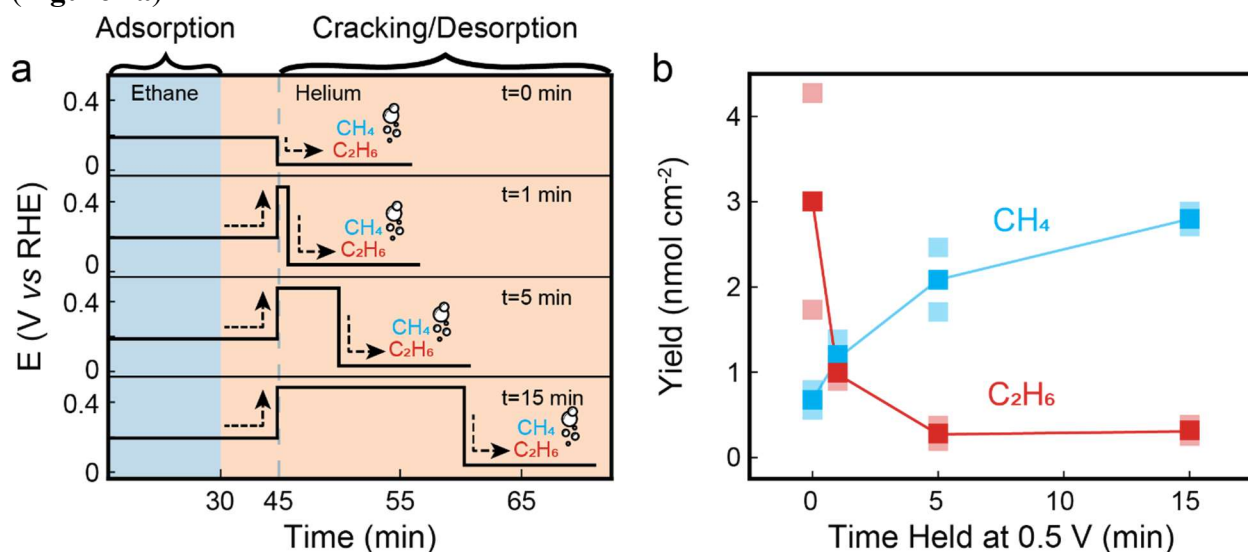 Adsorption
Cracking/Desorption
a
Ethane
Helium
t=0 min
0.4
CH₄
C₂H₆
0
t=1 min
0.4
CH₄
C₂H₆
0
t=5 min
0.4
CH₄
C₂H₆
0
t=15 min
0.4
CH₄
C₂H₆
0
E (V vs RHE)
30 45 55 65
Time (min)
b
4
3
2
1
0
CH₄
C₂H₆
Yield (nmol cm⁻²)
0 5 10 15
Time Held at 0.5 V (min)